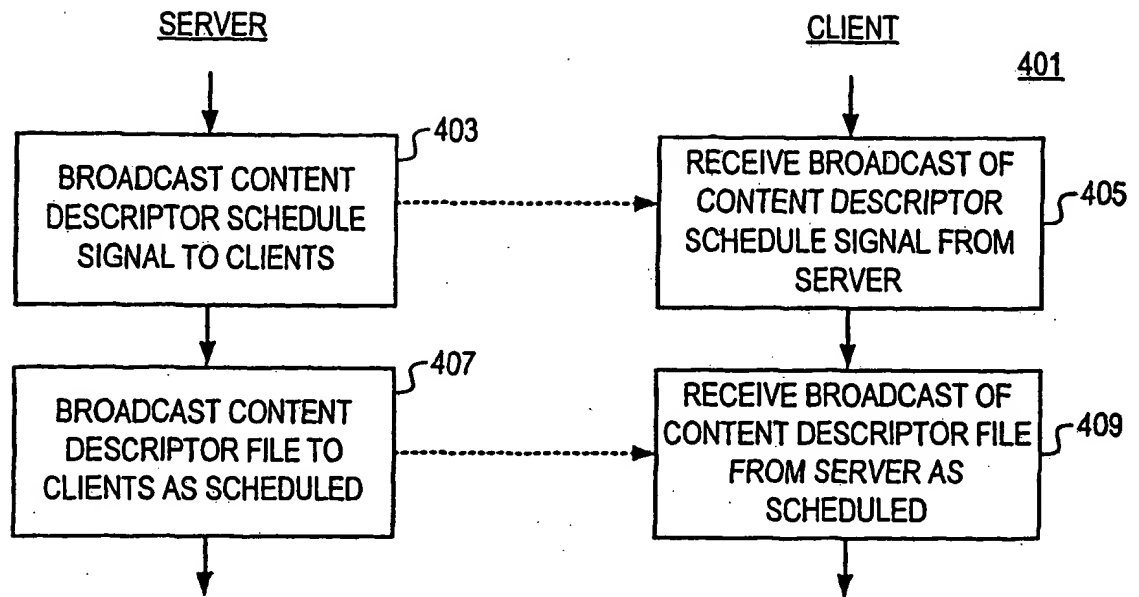 SERVER
CLIENT
401
403
BROADCAST CONTENT
DESCRIPTOR SCHEDULE
SIGNAL TO CLIENTS
RECEIVE BROADCAST OF
CONTENT DESCRIPTOR
SCHEDULE SIGNAL FROM
SERVER
405
407
BROADCAST CONTENT
DESCRIPTOR FILE TO
CLIENTS AS SCHEDULED
RECEIVE BROADCAST OF
CONTENT DESCRIPTOR FILE
FROM SERVER AS
SCHEDULED
409